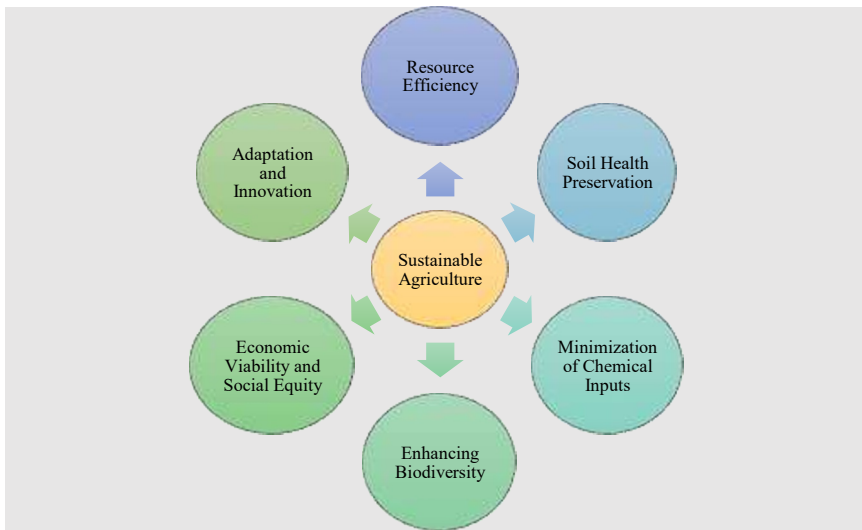 Resource
Efficiency
Soil Health
Preservation
Minimization
of Chemical
Inputs
Enhancing
Biodiversity
Economic
Viability and
Social Equity
Adaptation
and
Innovation
Sustainable
Agriculture